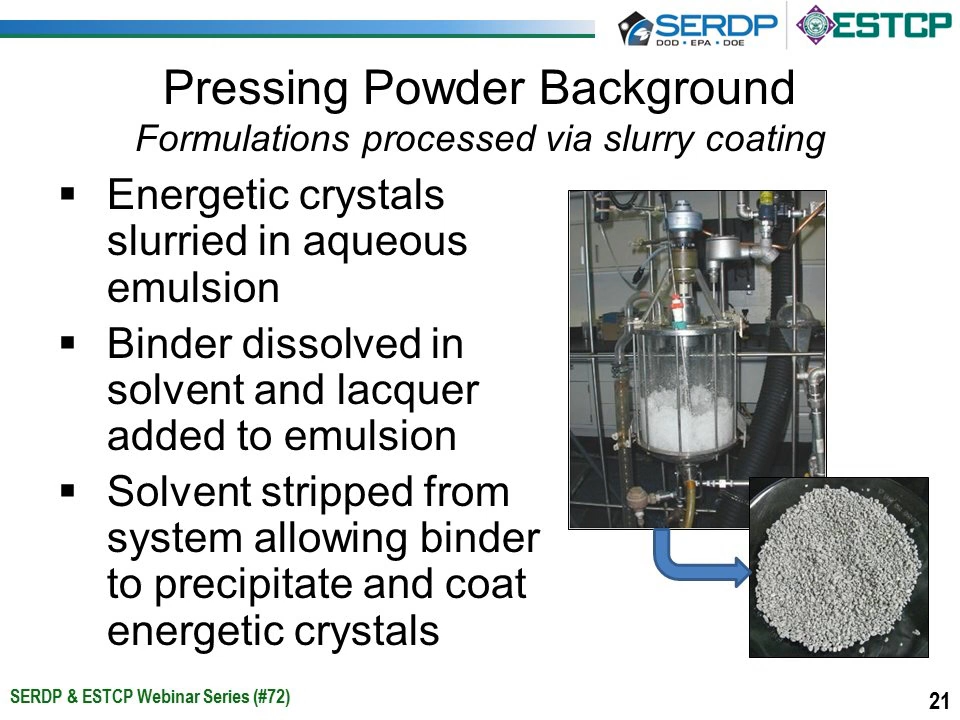 SERDP
DOD • EPA • DOE
ESTCP
Pressing Powder Background
Formulations processed via slurry coating
▪ Energetic crystals
slurried in aqueous
emulsion
▪ Binder dissolved in
solvent and lacquer
added to emulsion
▪ Solvent stripped from
system allowing binder
to precipitate and coat
energetic crystals
SERDP & ESTCP Webinar Series (#72)
21